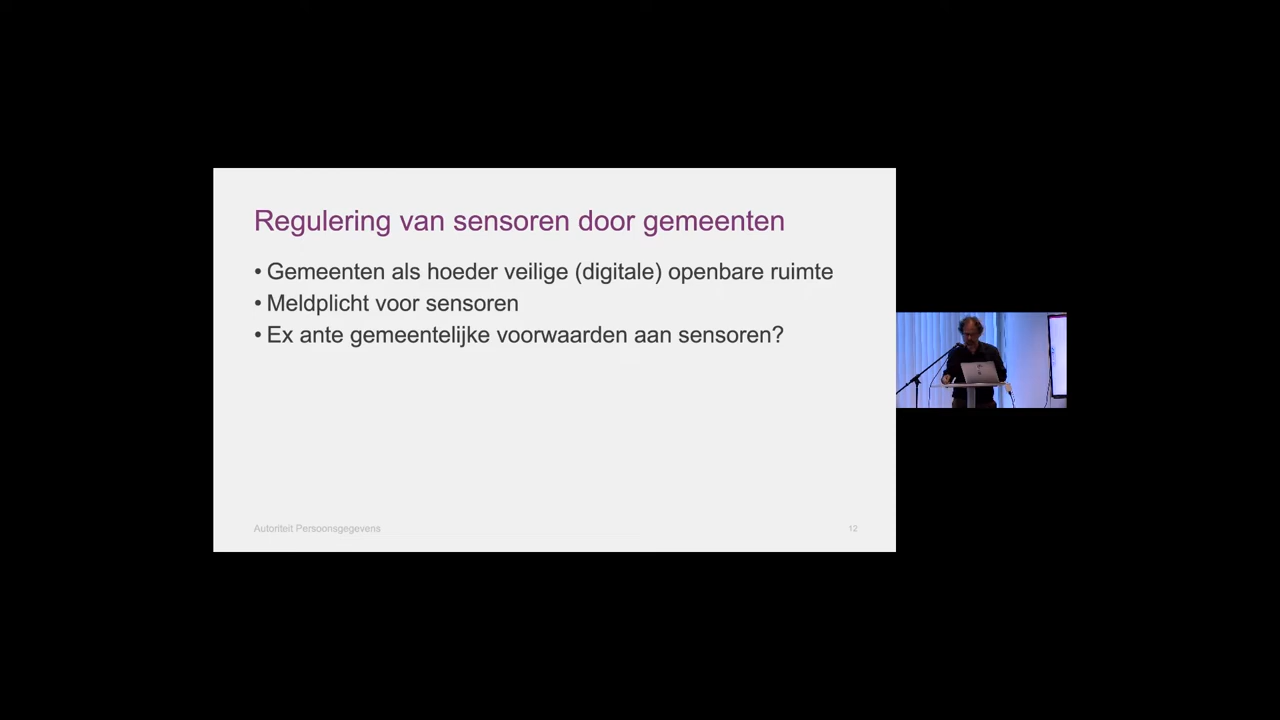 Regulering van sensoren door gemeenten
• Gemeenten als hoeder veilige (digitale) openbare ruimte
• Meldplicht voor sensoren
• Ex ante gemeentelijke voorwaarden aan sensoren?
Autoriteit Persoonsgegevens
12